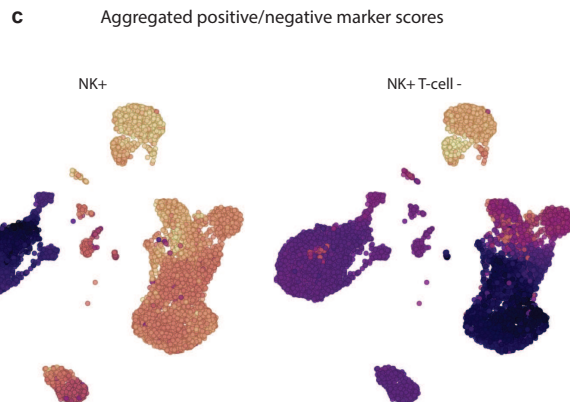 c Aggregated positive/negative marker scores
NK+ NK+ T-cell -